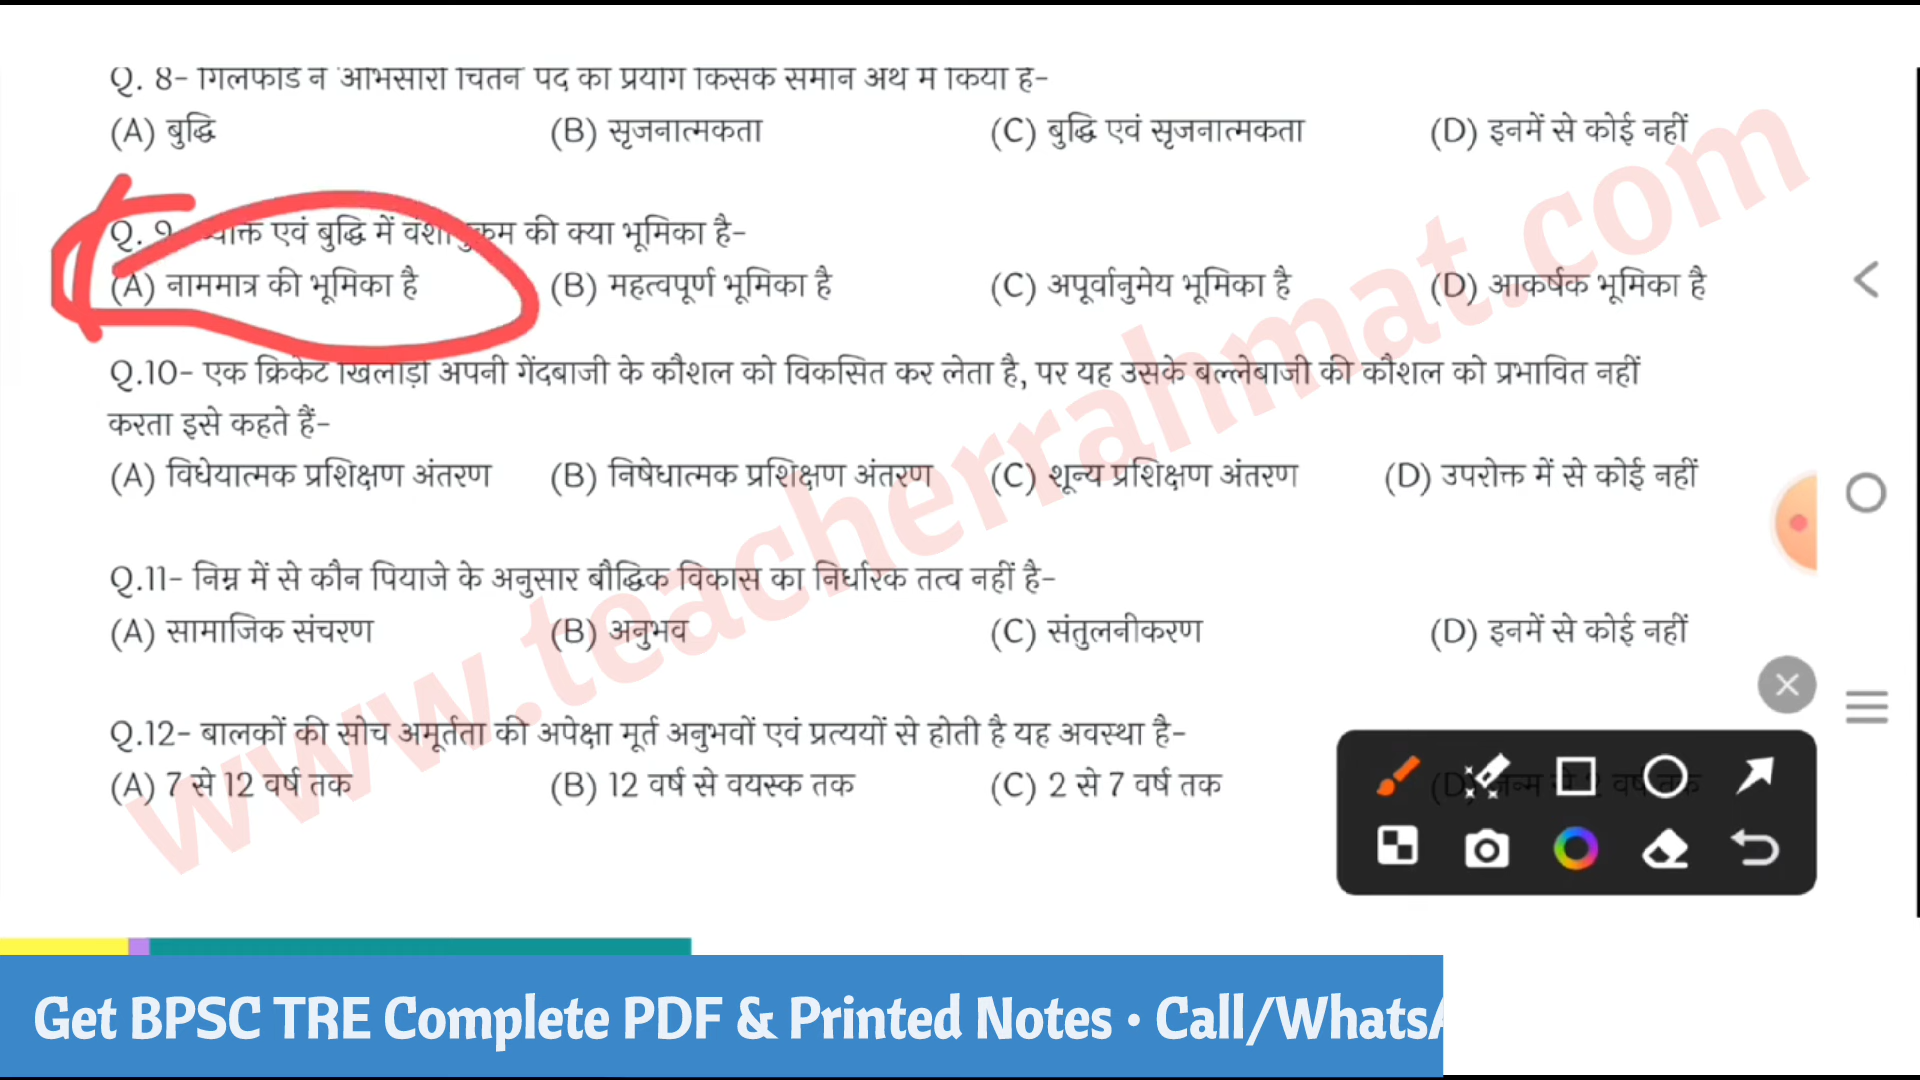 Q. 8- गिलफोर्ड ने 'अभिसारी चिंतन' पद का प्रयोग किसके समान अर्थ में किया है-
(A) बुद्धि (B) सृजनात्मकता (C) बुद्धि एवं सृजनात्मकता (D) इनमें से कोई नहीं
Q. 9- व्यक्ति एवं बुद्धि में वंशानुक्रम की क्या भूमिका है-
(A) नाममात्र की भूमिका है (B) महत्वपूर्ण भूमिका है (C) अपूर्वानुमेय भूमिका है (D) आकर्षक भूमिका है
Q.10- एक क्रिकेट खिलाड़ी अपनी गेंदबाजी के कौशल को विकसित कर लेता है, पर यह उसके बल्लेबाजी की कौशल को प्रभावित नहीं
करता इसे कहते हैं-
(A) विधेयात्मक प्रशिक्षण अंतरण (B) निषेधात्मक प्रशिक्षण अंतरण (C) शून्य प्रशिक्षण अंतरण (D) उपरोक्त में से कोई नहीं
Q.11- निम्न में से कौन पियाजे के अनुसार बौद्धिक विकास का निर्धारक तत्व नहीं है-
(A) सामाजिक संचरण (B) अनुभव (C) संतुलनीकरण (D) इनमें से कोई नहीं
Q.12- बालकों की सोच अमूर्तता की अपेक्षा मूर्त अनुभवों एवं प्रत्ययों से होती है यह अवस्था है-
(A) 7 से 12 वर्ष तक (B) 12 वर्ष से वयस्क तक (C) 2 से 7 वर्ष तक (D) जन्म से 2 वर्ष तक
www.teacherrahmat.com
Get BPSC TRE Complete PDF & Printed Notes • Call/WhatsA